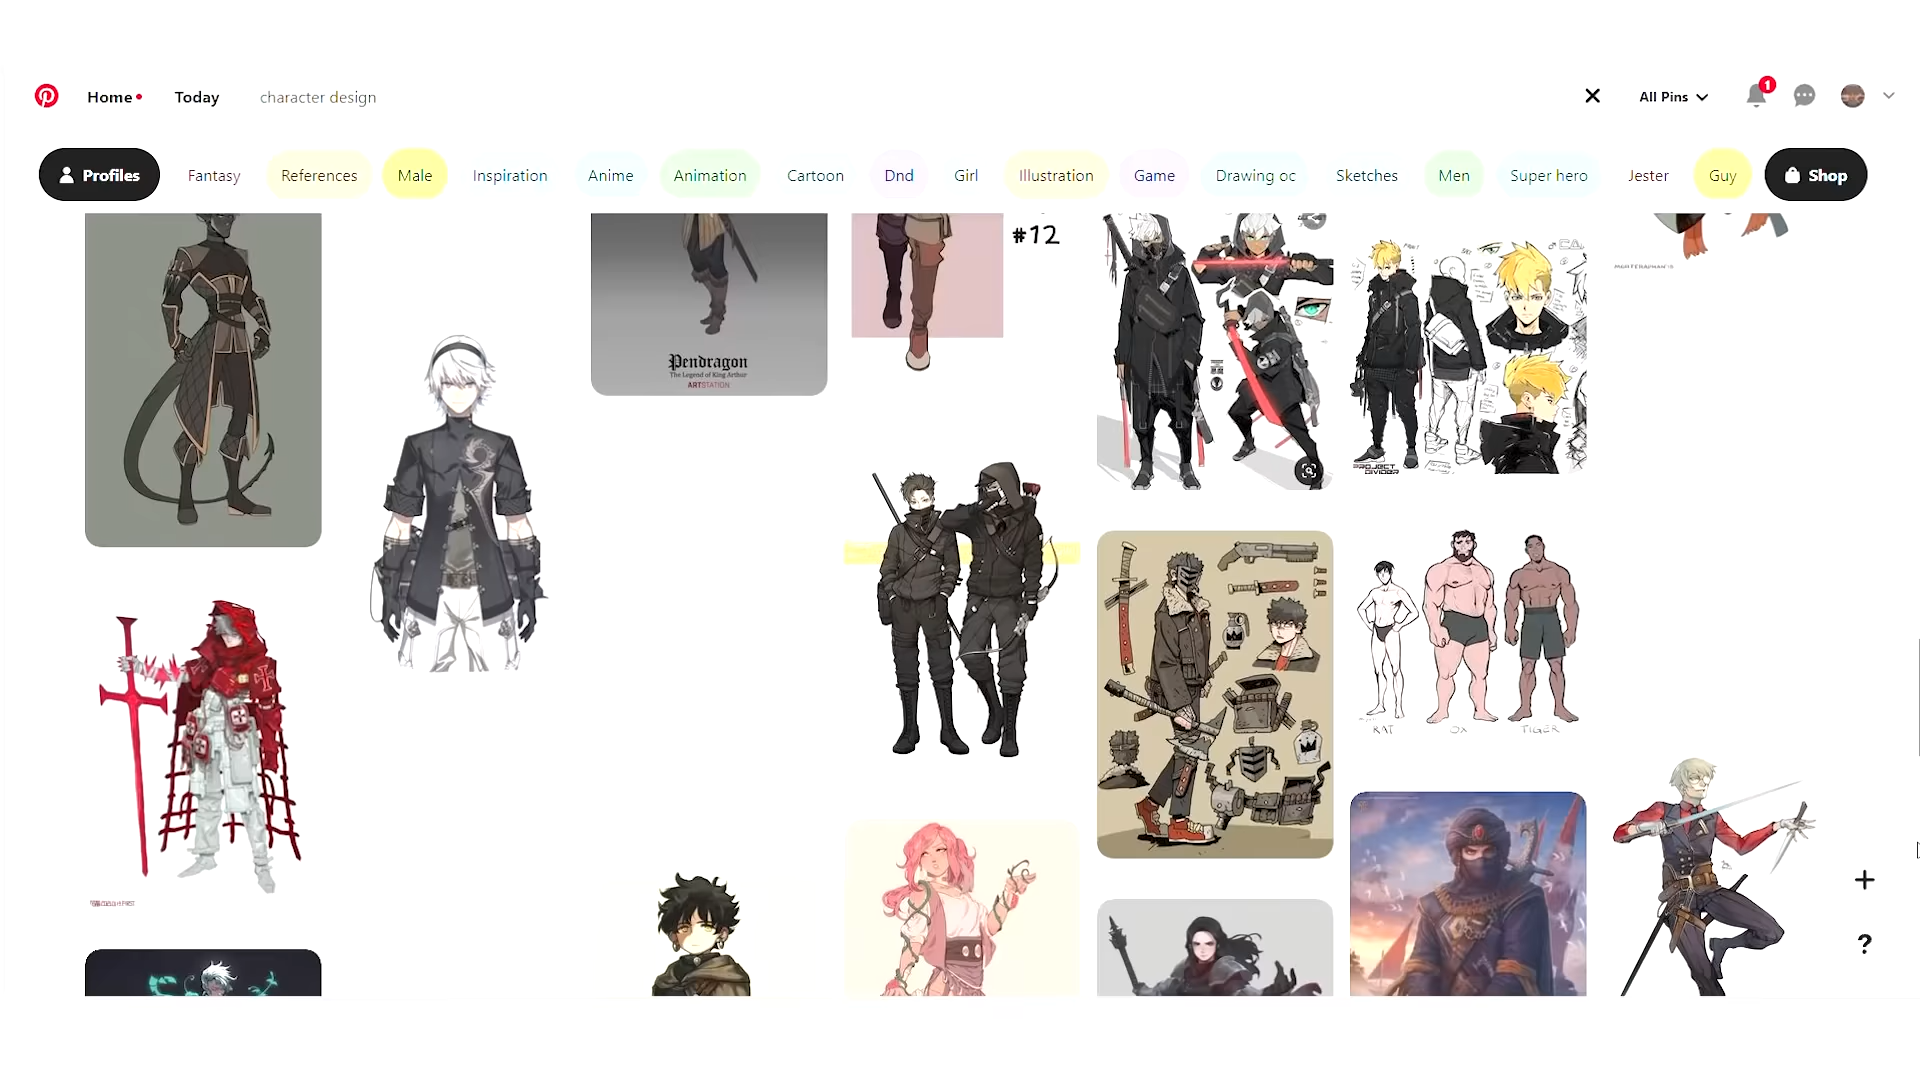 Home
Today
character design
All Pins
1
Profiles
Fantasy
References
Male
Inspiration
Anime
Animation
Cartoon
Dnd
Girl
Illustration
Game
Drawing oc
Sketches
Men
Super hero
Jester
Guy
Shop
#12
Pendragon
The Legend of King Arthur
ARTSTATION
PROJECT
DIVIDER
RAT
OX
TIGER
?